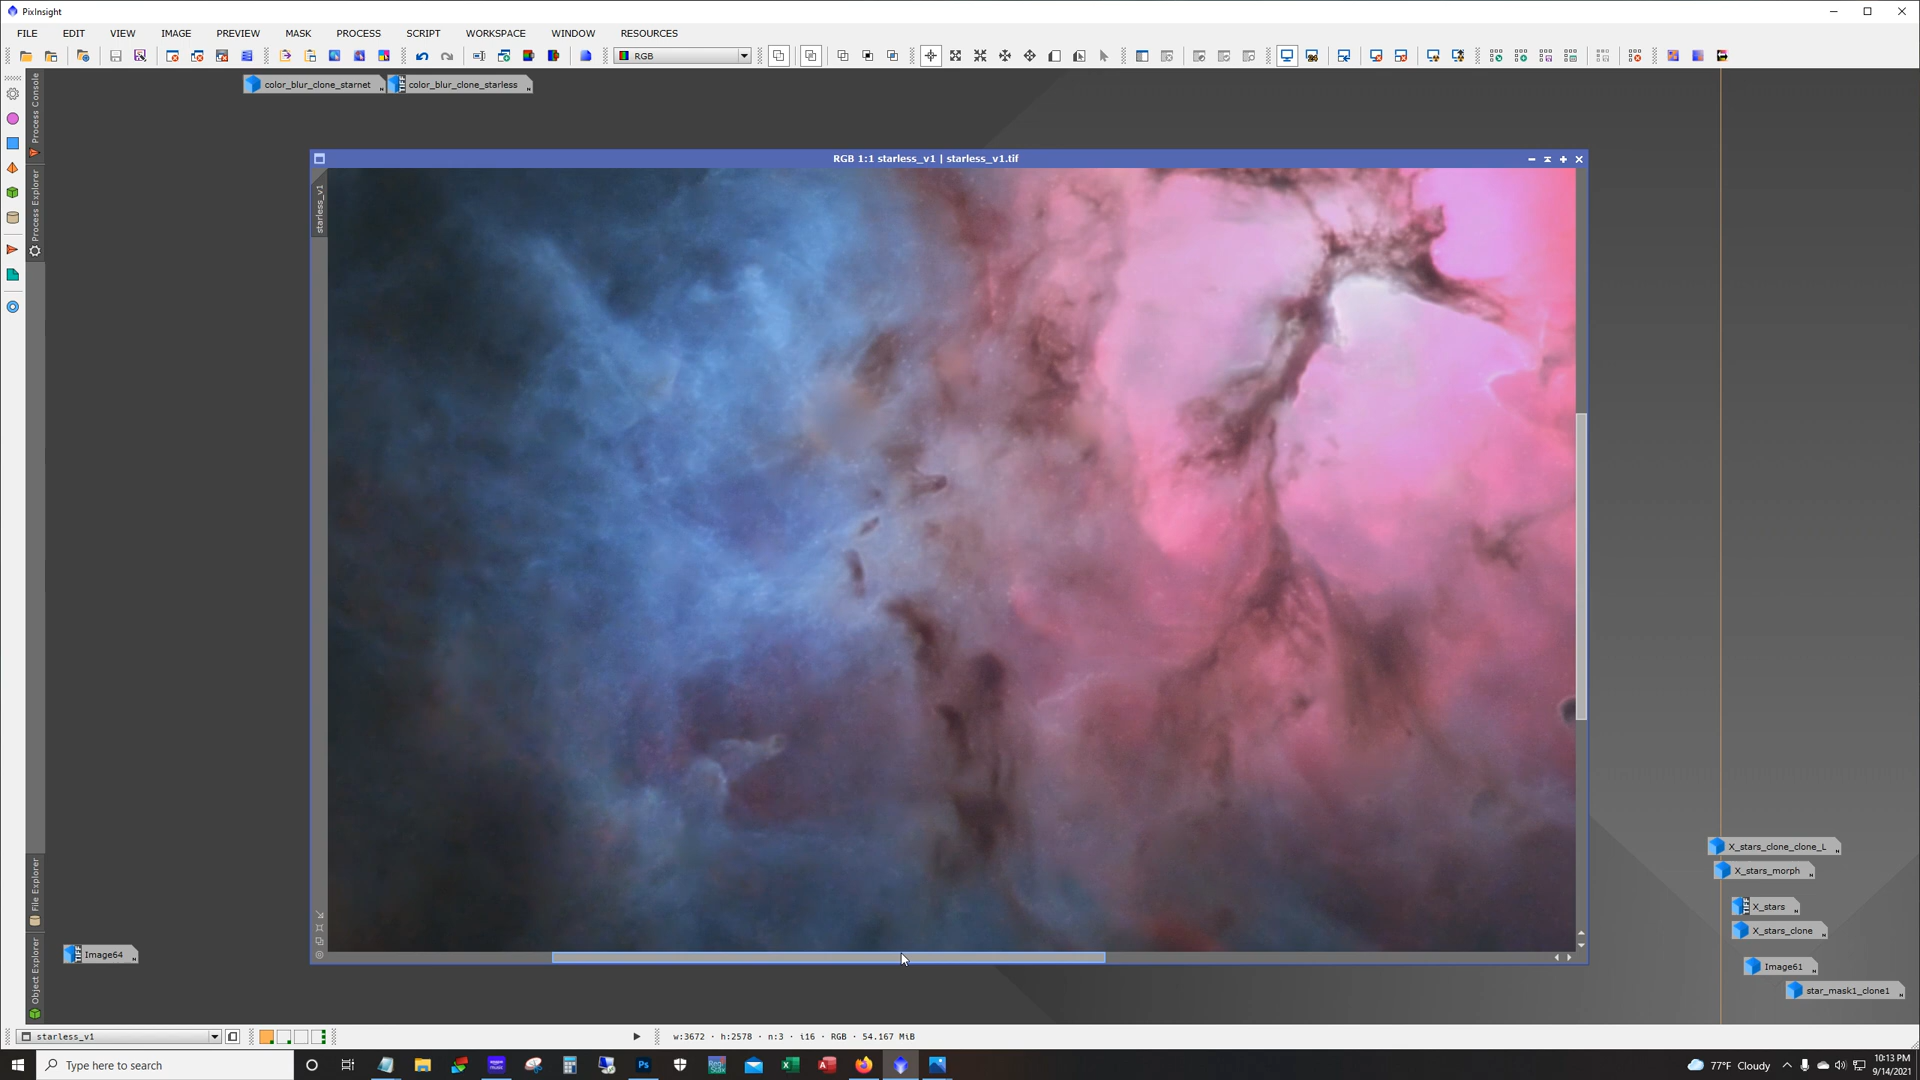 PixInsight
FILE EDIT VIEW IMAGE PREVIEW MASK PROCESS SCRIPT WORKSPACE WINDOW RESOURCES
RGB
Process Console
Process Explorer
File Explorer
Object Explorer
color_blur_clone_starnet
color_blur_clone_starless
RGB 1:1 starless_v1 | starless_v1.tif
starless_v1
X_stars_clone_clone_L
X_stars_morph
X_stars
X_stars_clone
Image64
Image61
star_mask1_clone1
starless_v1
w:3672 · h:2578 · n:3 · i16 · RGB · 54.167 MiB
Type here to search
Ps
77°F Cloudy
10:13 PM
9/14/2021